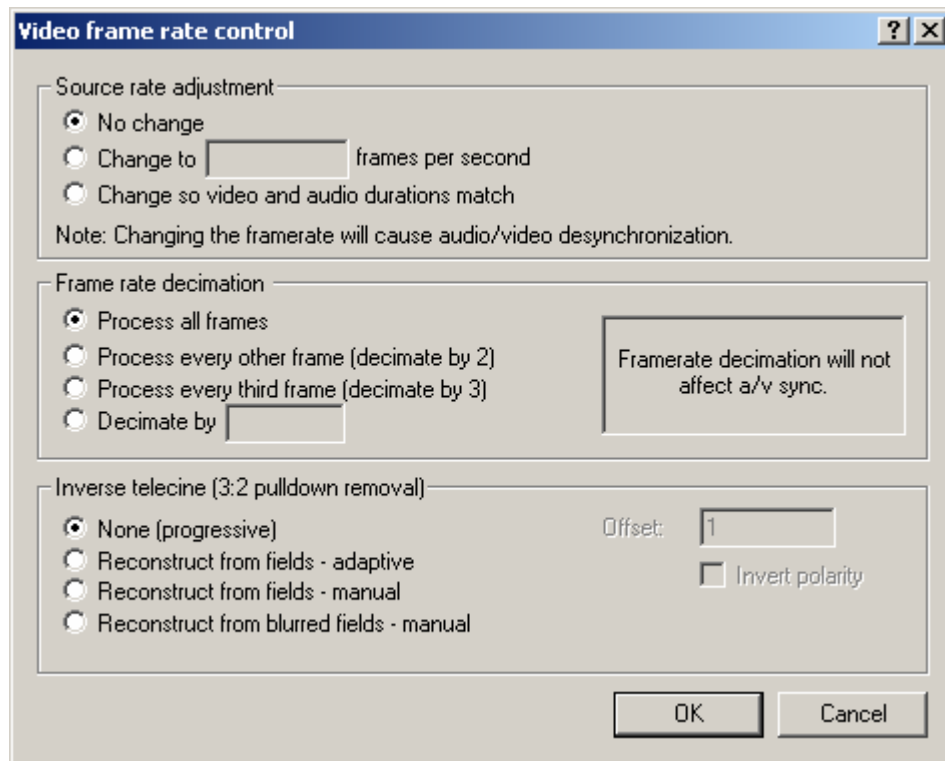 Video frame rate control
Source rate adjustment
No change
Change to frames per second
Change so video and audio durations match
Note: Changing the framerate will cause audio/video desynchronization.
Frame rate decimation
Process all frames
Process every other frame (decimate by 2)
Process every third frame (decimate by 3)
Decimate by
Framerate decimation will not
affect a/v sync.
Inverse telecine (3:2 pulldown removal)
None (progressive)
Reconstruct from fields - adaptive
Reconstruct from fields - manual
Reconstruct from blurred fields - manual
Offset: 1
Invert polarity
OK Cancel